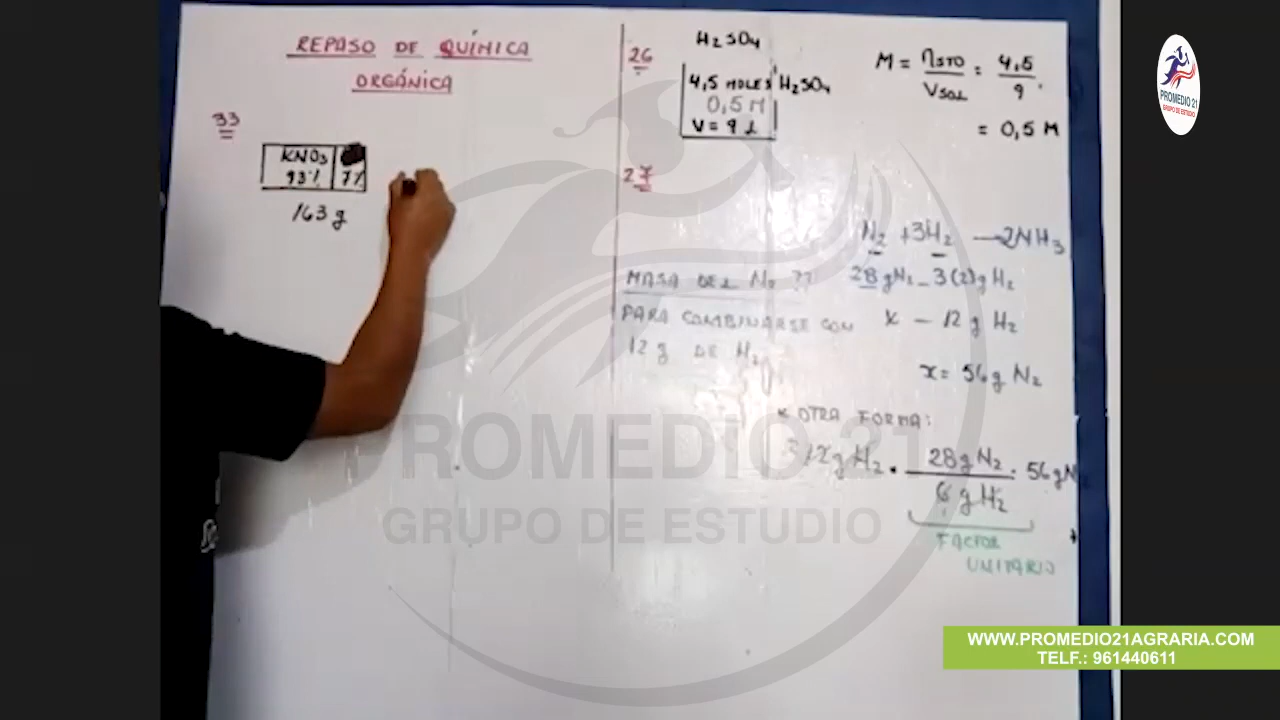 REPASO DE QUÍMICA
ORGÁNICA
33
KNO3
93% 7%
163 g
26
H2SO4
4,5 MOLES H2SO4
0,5 M
V = 9 L
M = ηSTO / VSOL = 4,5 / 9
= 0,5 M
27
N2 + 3H2 → 2NH3
MASA DEL N2 ??
28 g N2 – 3(2) g H2
PARA COMBINARSE CON
12 g DE H2
x – 12 g H2
x = 56 g N2
* OTRA FORMA:
12 g H2 . 28 g N2 / 6 g H2 . 56 g N
FACTOR
UNITARIO
PROMEDIO 21
GRUPO DE ESTUDIO
PROMEDIO 21
GRUPO DE ESTUDIO
WWW.PROMEDIO21AGRARIA.COM
TELF.: 961440611